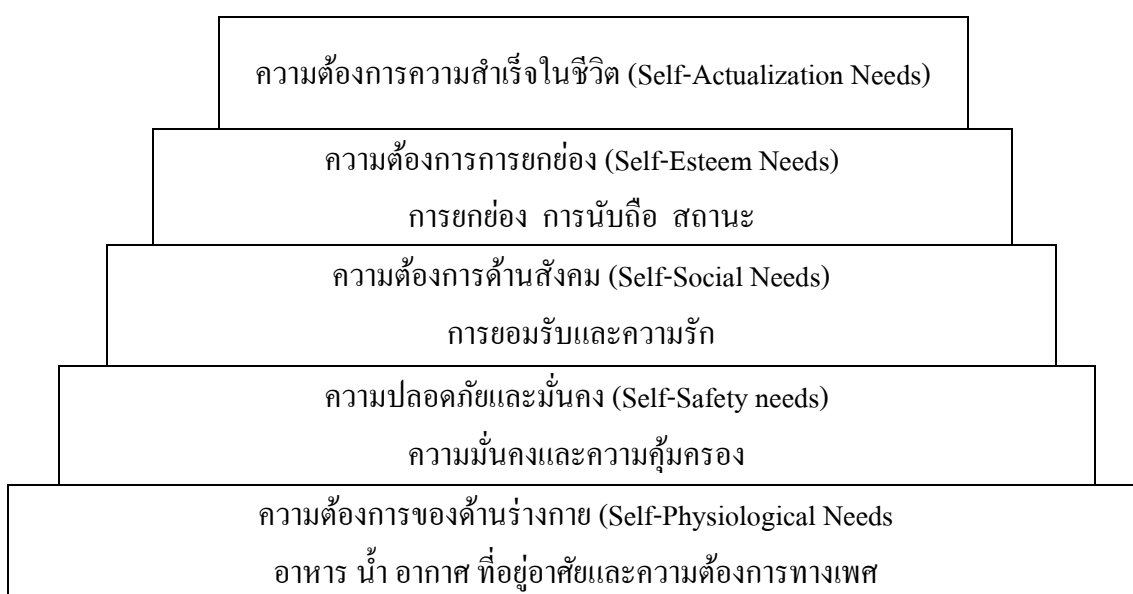 ความต้องการความสำเร็จในชีวิต (Self-Actualization Needs)
ความต้องการการยกย่อง (Self-Esteem Needs)
การยกย่อง การนับถือ สถานะ
ความต้องการด้านสังคม (Self-Social Needs)
การยอมรับและความรัก
ความปลอดภัยและมั่นคง (Self-Safety needs)
ความมั่นคงและความคุ้มครอง
ความต้องการของด้านร่างกาย (Self-Physiological Needs
อาหาร น้ำ อากาศ ที่อยู่อาศัยและความต้องการทางเพศ